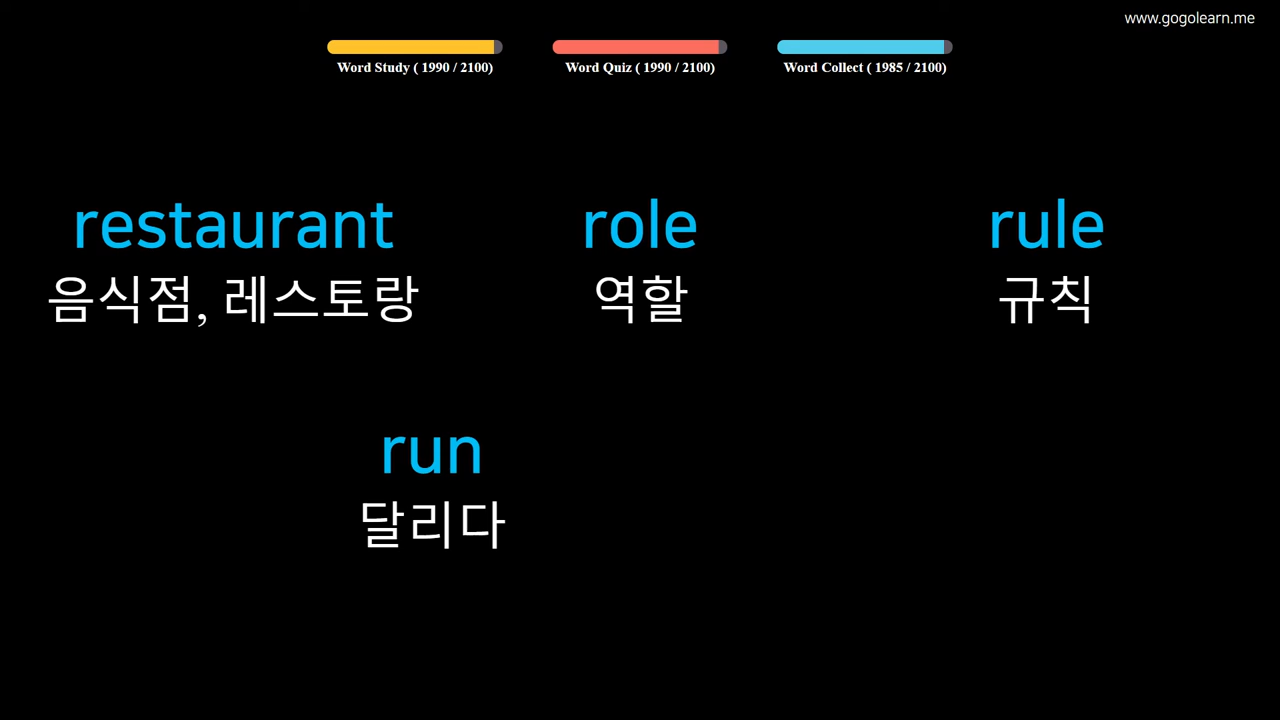 www.gogolearn.me
Word Study ( 1990 / 2100) Word Quiz ( 1990 / 2100) Word Collect ( 1985 / 2100)
restaurant role rule
음식점, 레스토랑 역할 규칙
run
달리다